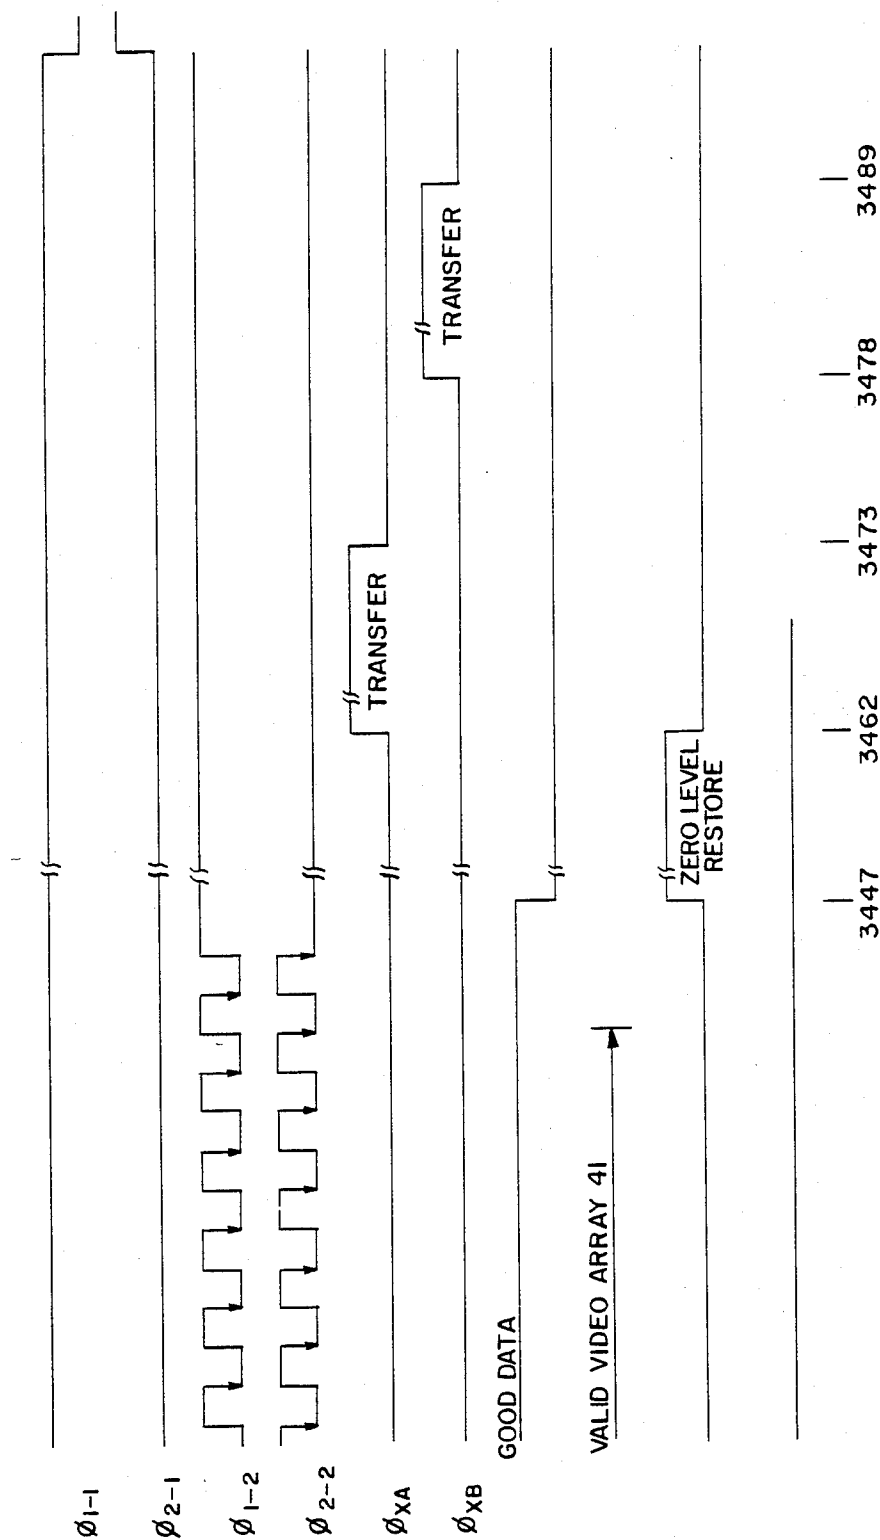 Ø1-1
Ø2-1
Ø1-2
Ø2-2
ØXA
TRANSFER
ØXB
TRANSFER
GOOD DATA
VALID VIDEO ARRAY 41
ZERO LEVEL
RESTORE
3447
3462
3473
3478
3489